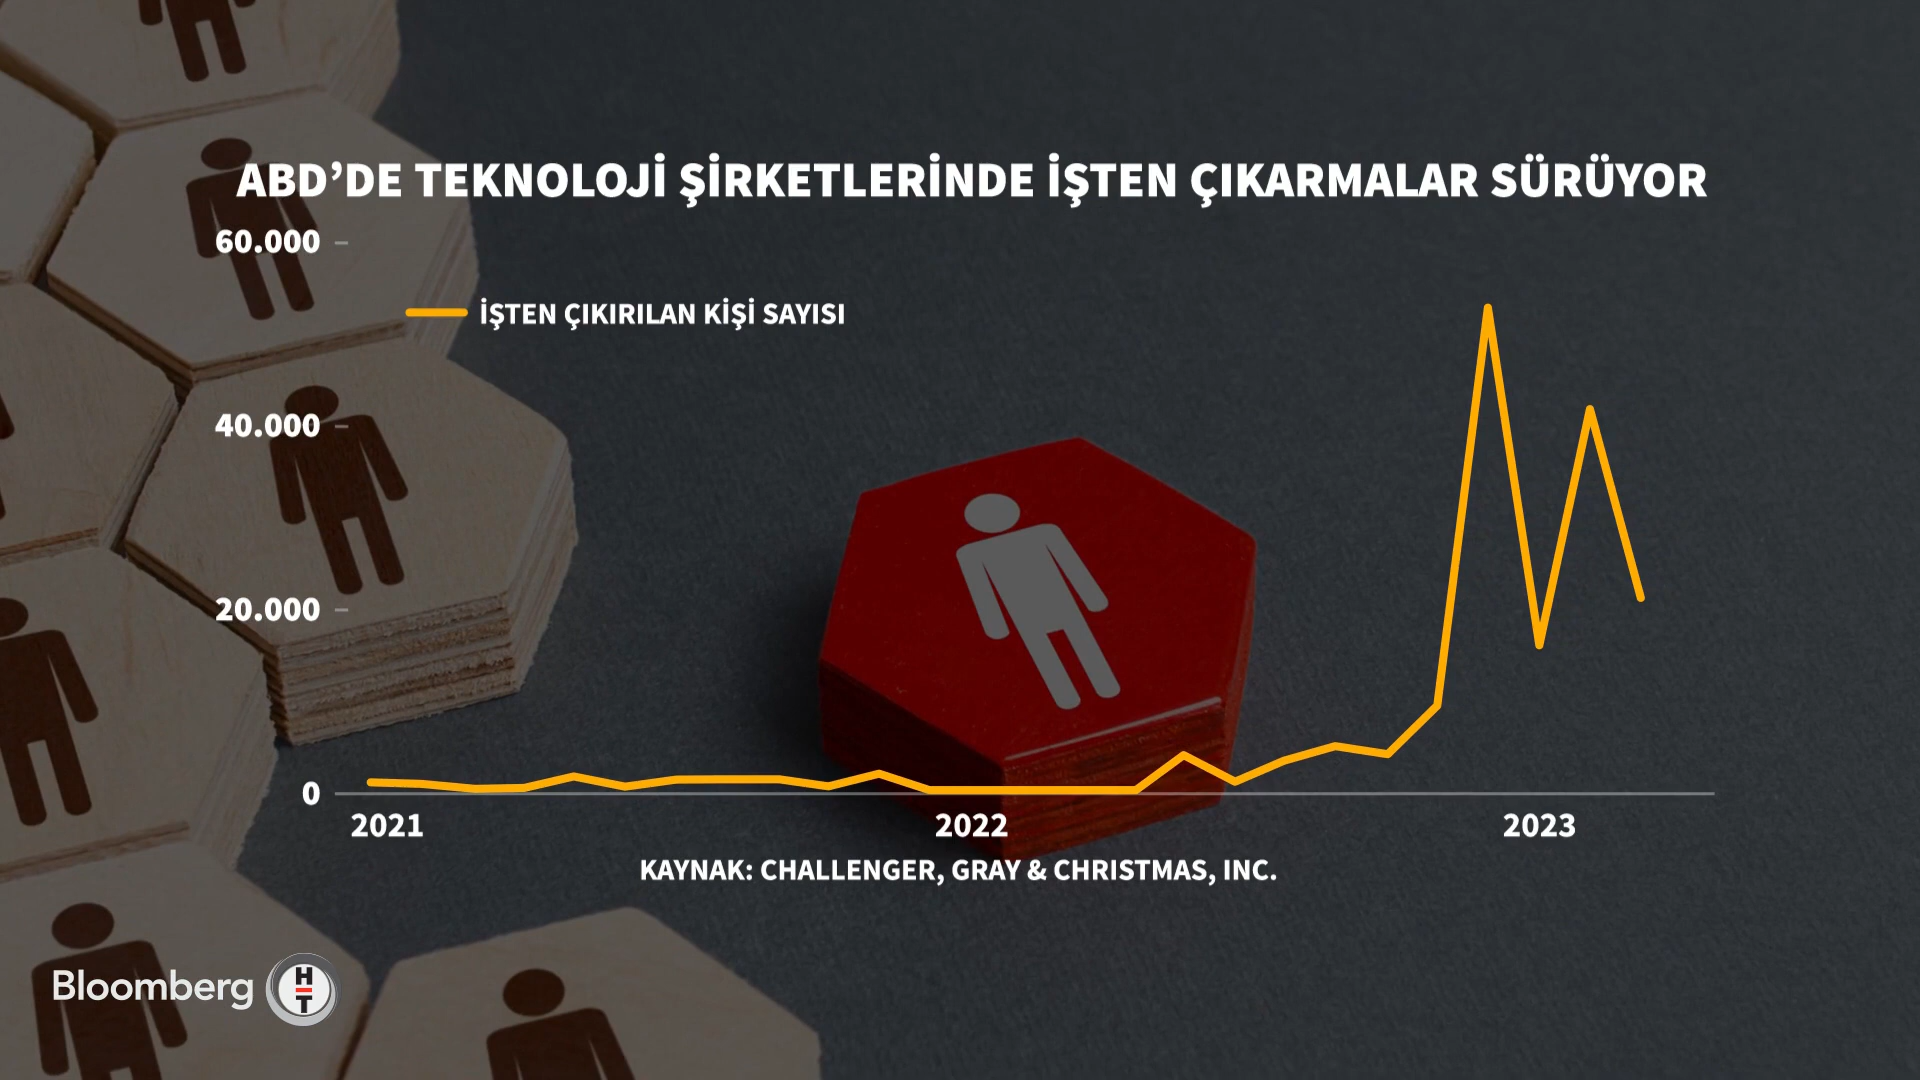 ABD’DE TEKNOLOJİ ŞİRKETLERİNDE İŞTEN ÇIKARMALAR SÜRÜYOR
60.000
İŞTEN ÇIKIRILAN KİŞİ SAYISI
40.000
20.000
0
2021 2022 2023
KAYNAK: CHALLENGER, GRAY & CHRISTMAS, INC.
Bloomberg HT